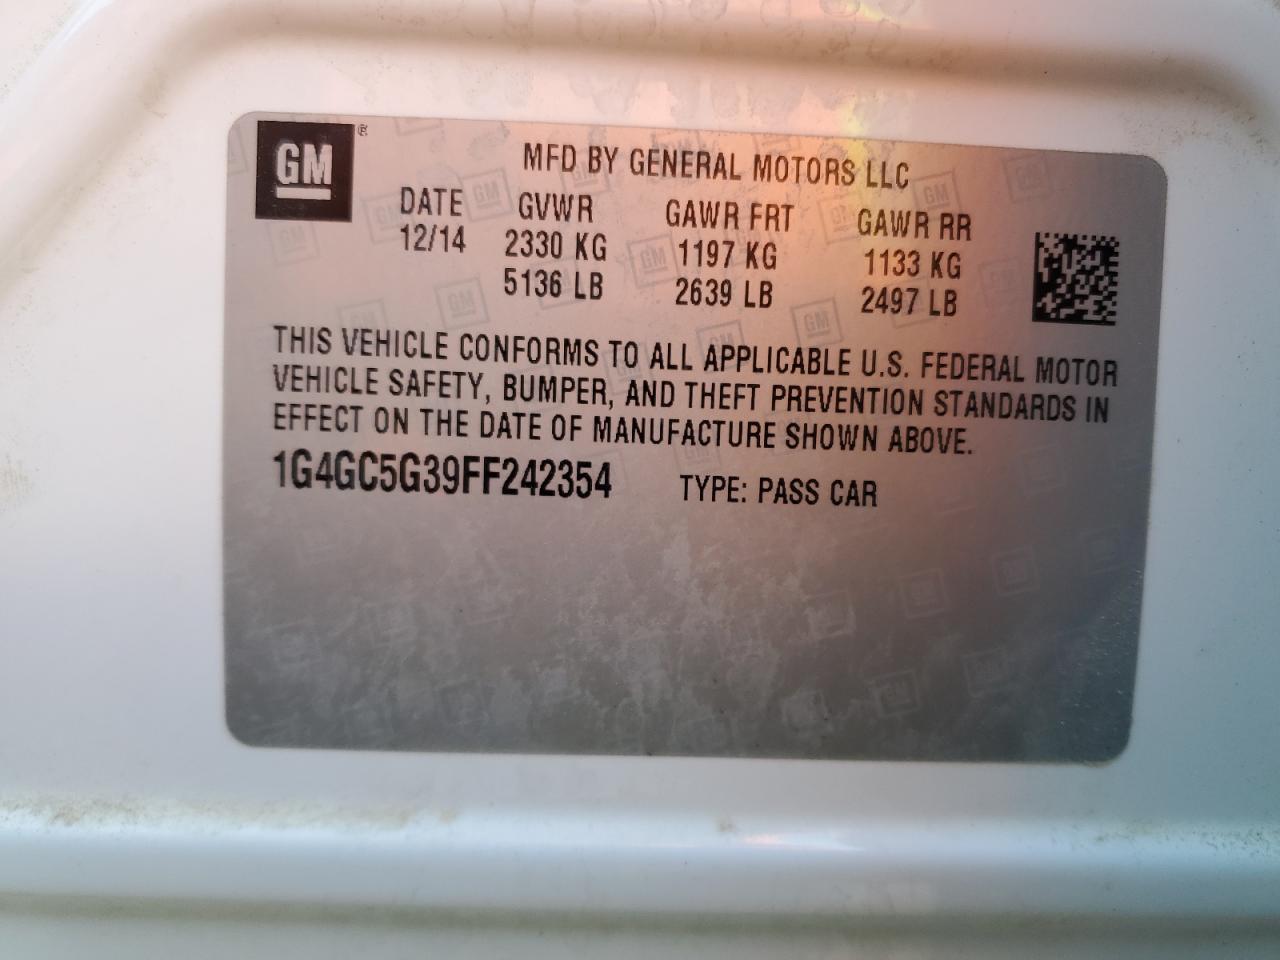 GM®
MFD BY GENERAL MOTORS LLC
DATE GVWR GAWR FRT GAWR RR
12/14 2330 KG 1197 KG 1133 KG
5136 LB 2639 LB 2497 LB
THIS VEHICLE CONFORMS TO ALL APPLICABLE U.S. FEDERAL MOTOR
VEHICLE SAFETY, BUMPER, AND THEFT PREVENTION STANDARDS IN
EFFECT ON THE DATE OF MANUFACTURE SHOWN ABOVE.
1G4GC5G39FF242354 TYPE: PASS CAR